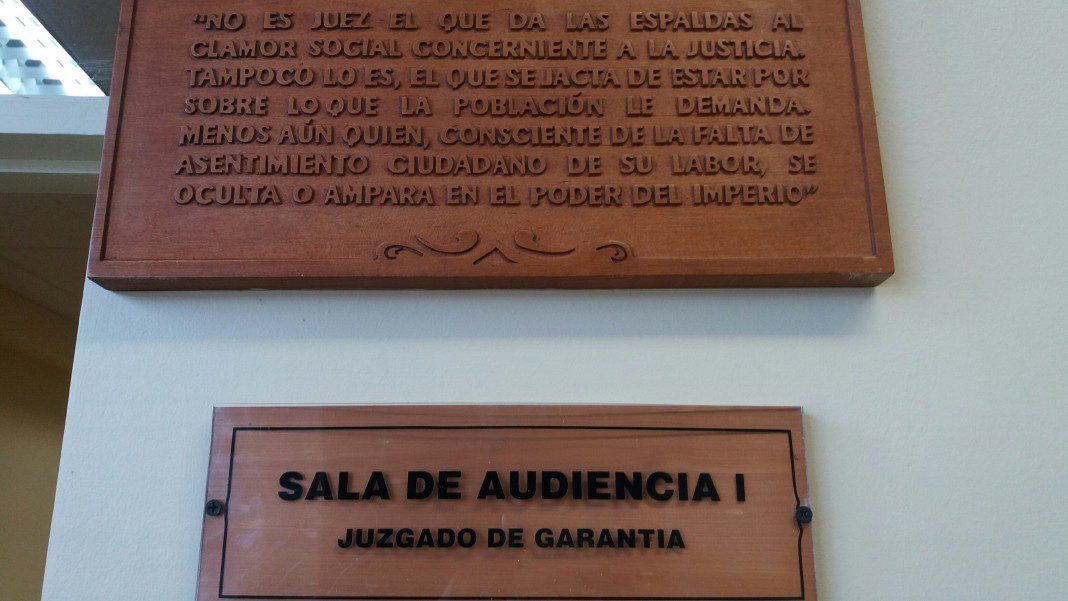 "NO ES JUEZ EL QUE DA LAS ESPALDAS AL
CLAMOR SOCIAL CONCERNIENTE A LA JUSTICIA.
TAMPOCO LO ES, EL QUE SE JACTA DE ESTAR POR
SOBRE LO QUE LA POBLACIÓN LE DEMANDA.
MENOS AÚN QUIEN, CONSCIENTE DE LA FALTA DE
ASENTIMIENTO CIUDADANO DE SU LABOR, SE
OCULTA O AMPARA EN EL PODER DEL IMPERIO"
SALA DE AUDIENCIA I
JUZGADO DE GARANTIA